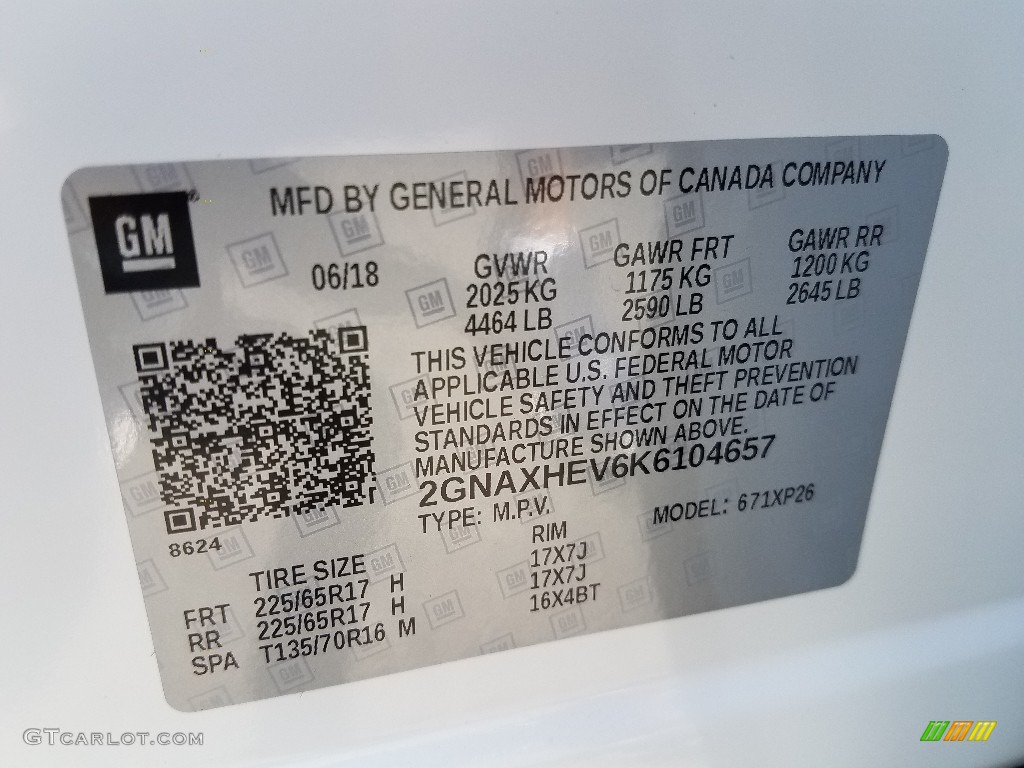 MFD BY GENERAL MOTORS OF CANADA COMPANY
GM
06/18
GVWR GAWR FRT GAWR RR
2025 KG 1175 KG 1200 KG
4464 LB 2590 LB 2645 LB
THIS VEHICLE CONFORMS TO ALL
APPLICABLE U.S. FEDERAL MOTOR
VEHICLE SAFETY AND THEFT PREVENTION
STANDARDS IN EFFECT ON THE DATE OF
MANUFACTURE SHOWN ABOVE.
2GNAXHEV6K6104657
TYPE: M.P.V. MODEL: 671XP26
8624
TIRE SIZE RIM
FRT 225/65R17 H 17X7J
RR 225/65R17 H 17X7J
SPA T135/70R16 M 16X4BT
GTCARLOT.COM